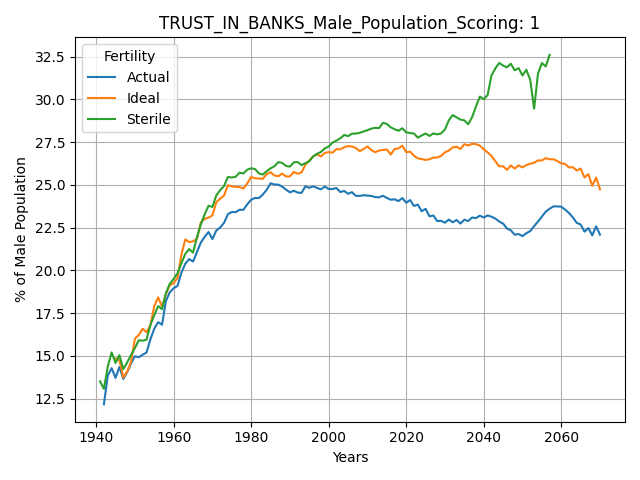 TRUST_IN_BANKS_Male_Population_Scoring: 1
Fertility
Actual
Ideal
Sterile
% of Male Population
32.5
30.0
27.5
25.0
22.5
20.0
17.5
15.0
12.5
1940 1960 1980 2000 2020 2040 2060
Years